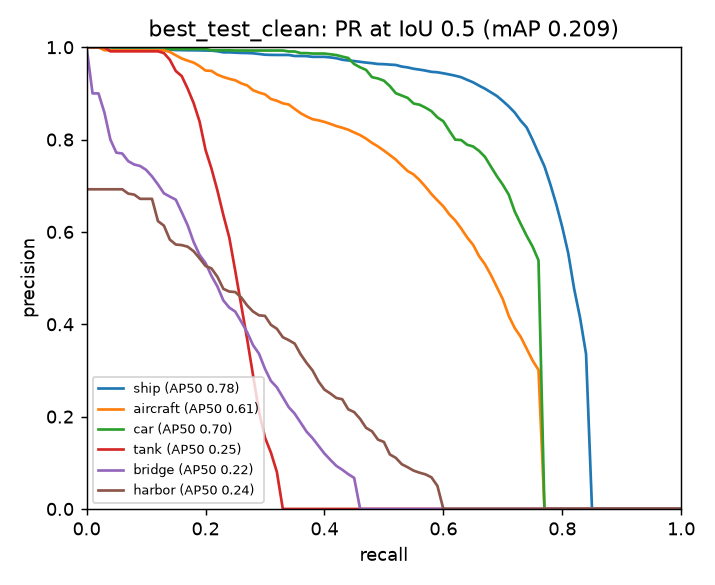 best_test_clean: PR at IoU 0.5 (mAP 0.209)
1.0
0.8
0.6
0.4
0.2
0.0
precision
ship (AP50 0.78)
aircraft (AP50 0.61)
car (AP50 0.70)
tank (AP50 0.25)
bridge (AP50 0.22)
harbor (AP50 0.24)
0.0 0.2 0.4 0.6 0.8 1.0
recall